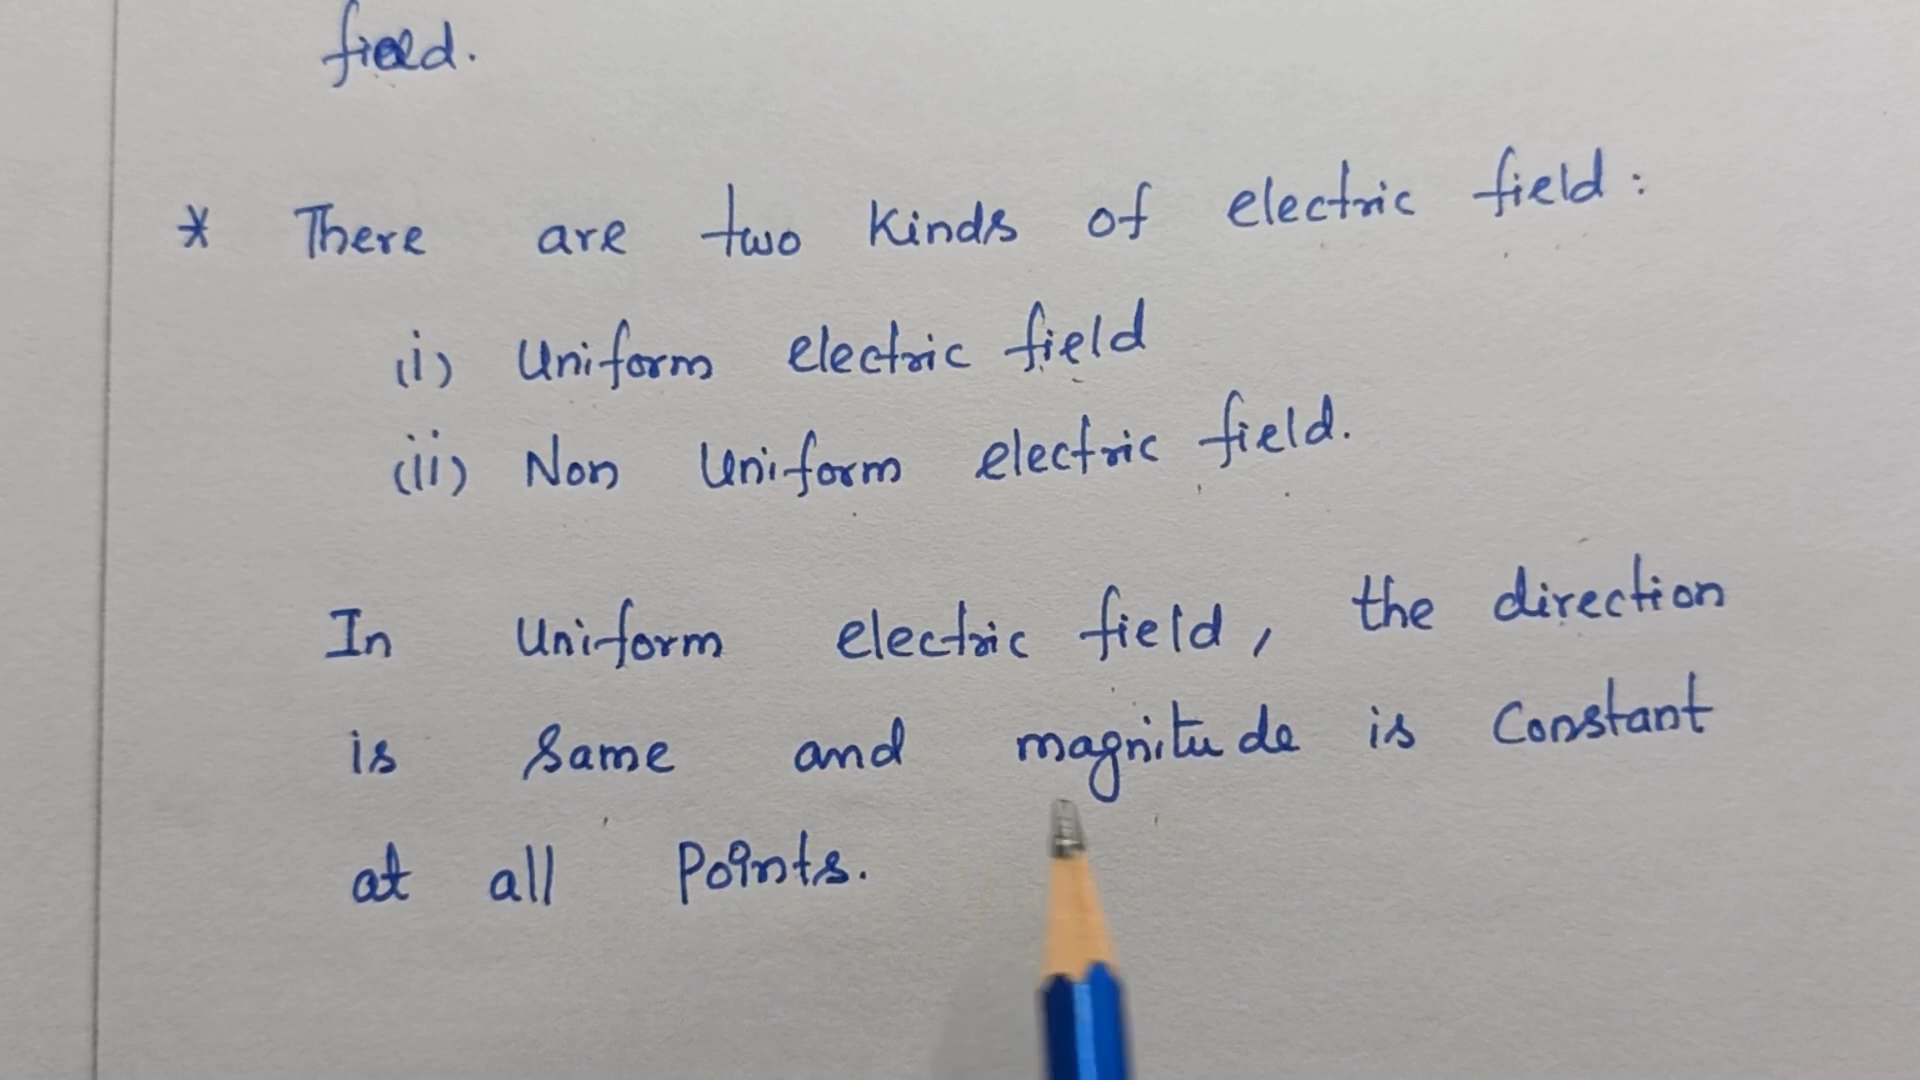 field.
* There are two kinds of electric field:
(i) Uniform electric field
(ii) Non Uniform electric field.
In Uniform electric field, the direction
is same and magnitude is Constant
at all Points.